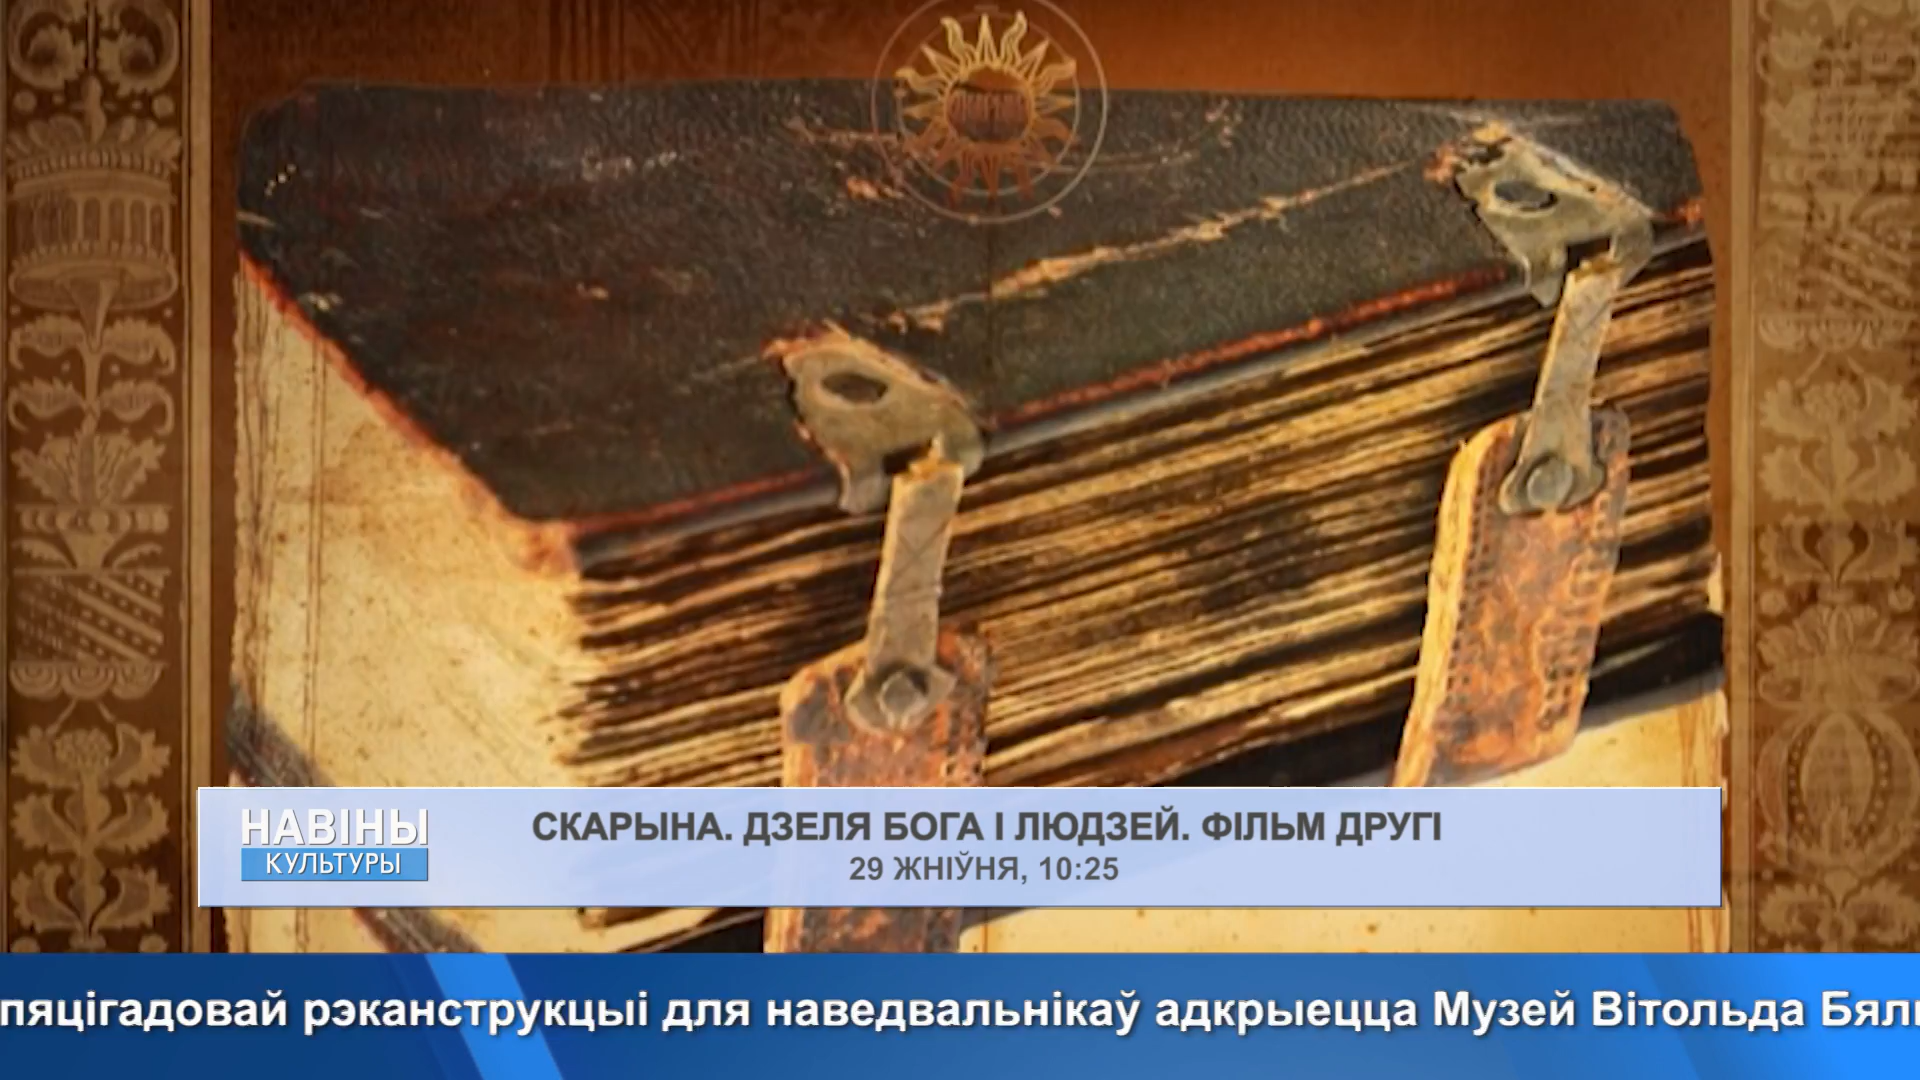 НАВІНЫ
КУЛЬТУРЫ
СКАРЫНА. ДЗЕЛЯ БОГА І ЛЮДЗЕЙ. ФІЛЬМ ДРУГІ
29 ЖНІЎНЯ, 10:25
пяцігадовай рэканструкцыі для наведвальнікаў адкрыецца Музей Вітольда